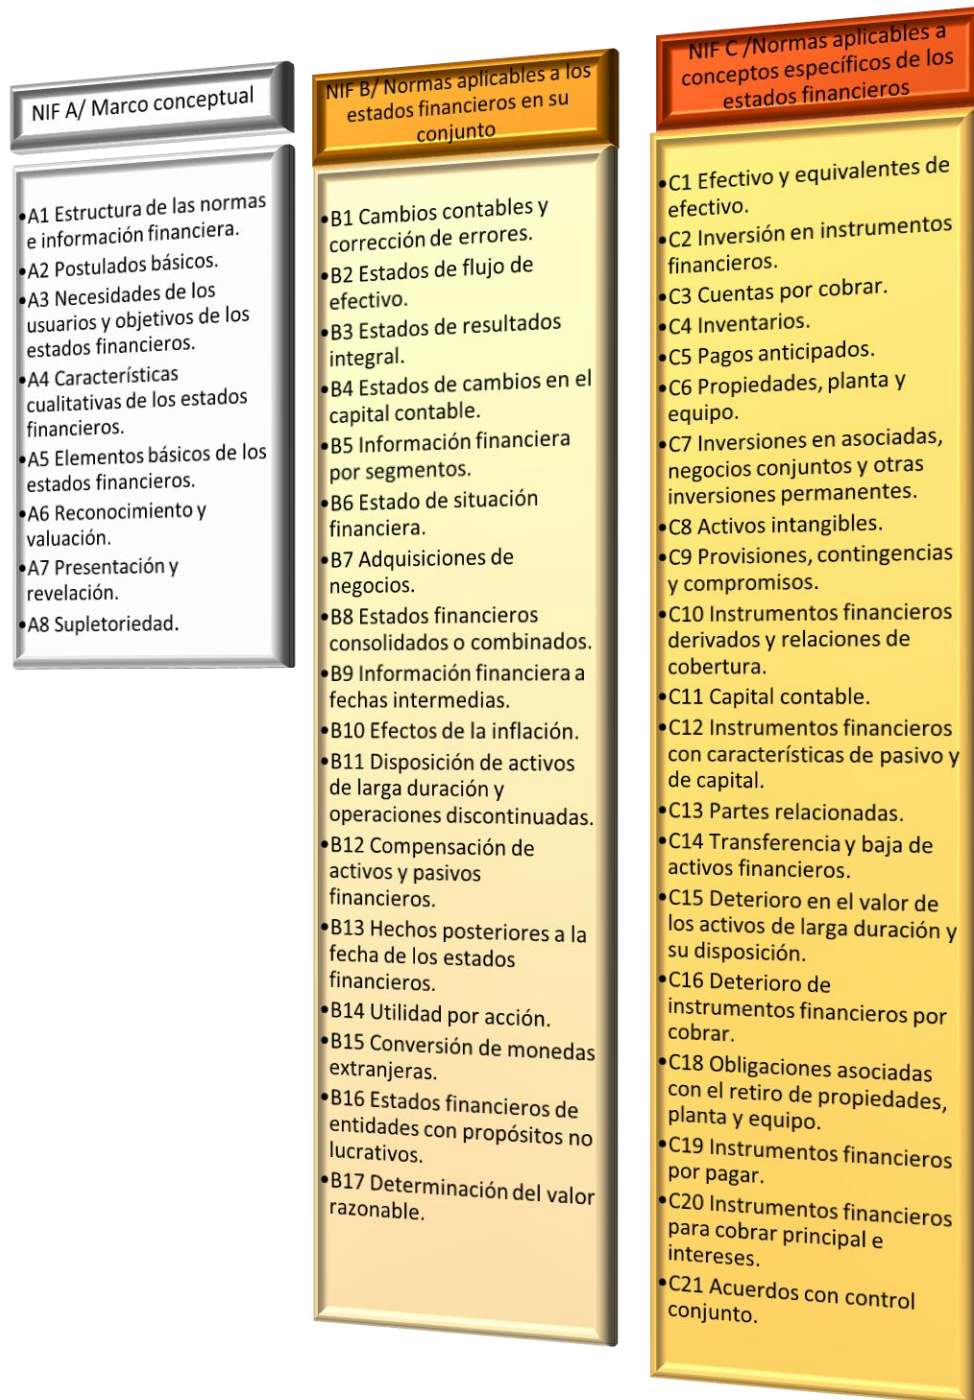 NIF A/ Marco conceptual
•A1 Estructura de las normas
e información financiera.
•A2 Postulados básicos.
•A3 Necesidades de los
usuarios y objetivos de los
estados financieros.
•A4 Características
cualitativas de los estados
financieros.
•A5 Elementos básicos de los
estados financieros.
•A6 Reconocimiento y
valuación.
•A7 Presentación y
revelación.
•A8 Supletoriedad.
NIF B/ Normas aplicables a los
estados financieros en su
conjunto
•B1 Cambios contables y
corrección de errores.
•B2 Estados de flujo de
efectivo.
•B3 Estados de resultados
integral.
•B4 Estados de cambios en el
capital contable.
•B5 Información financiera
por segmentos.
•B6 Estado de situación
financiera.
•B7 Adquisiciones de
negocios.
•B8 Estados financieros
consolidados o combinados.
•B9 Información financiera a
fechas intermedias.
•B10 Efectos de la inflación.
•B11 Disposición de activos
de larga duración y
operaciones discontinuadas.
•B12 Compensación de
activos y pasivos
financieros.
•B13 Hechos posteriores a la
fecha de los estados
financieros.
•B14 Utilidad por acción.
•B15 Conversión de monedas
extranjeras.
•B16 Estados financieros de
entidades con propósitos no
lucrativos.
•B17 Determinación del valor
razonable.
NIF C /Normas aplicables a
conceptos específicos de los
estados financieros
•C1 Efectivo y equivalentes de
efectivo.
•C2 Inversión en instrumentos
financieros.
•C3 Cuentas por cobrar.
•C4 Inventarios.
•C5 Pagos anticipados.
•C6 Propiedades, planta y
equipo.
•C7 Inversiones en asociadas,
negocios conjuntos y otras
inversiones permanentes.
•C8 Activos intangibles.
•C9 Provisiones, contingencias
y compromisos.
•C10 Instrumentos financieros
derivados y relaciones de
cobertura.
•C11 Capital contable.
•C12 Instrumentos financieros
con características de pasivo y
de capital.
•C13 Partes relacionadas.
•C14 Transferencia y baja de
activos financieros.
•C15 Deterioro en el valor de
los activos de larga duración y
su disposición.
•C16 Deterioro de
instrumentos financieros por
cobrar.
•C18 Obligaciones asociadas
con el retiro de propiedades,
planta y equipo.
•C19 Instrumentos financieros
por pagar.
•C20 Instrumentos financieros
para cobrar principal e
intereses.
•C21 Acuerdos con control
conjunto.